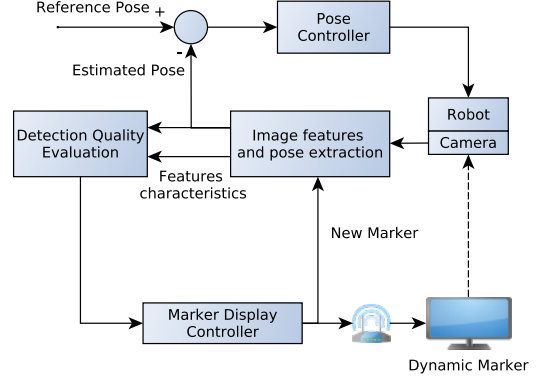 Reference Pose
+
Pose
Controller
-
Estimated Pose
Robot
Camera
Detection Quality
Evaluation
Image features
and pose extraction
Features
characteristics
New Marker
Marker Display
Controller
Dynamic Marker